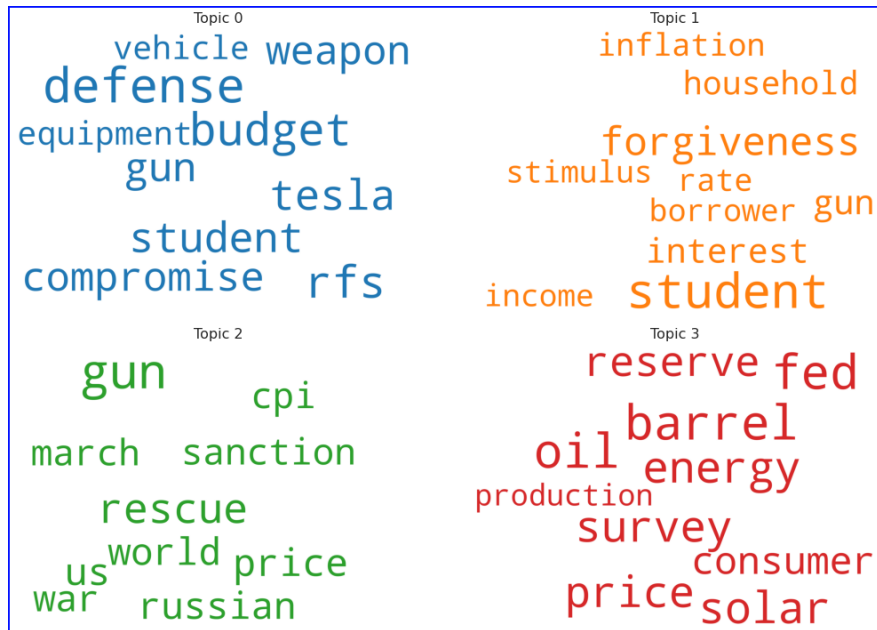 Topic 0
vehicle weapon
defense
equipment budget
gun
tesla
student
compromise rfs
Topic 1
inflation
household
forgiveness
stimulus rate
borrower gun
interest
income student
Topic 2
gun
cpi
march sanction
rescue
world price
us
war russian
Topic 3
reserve fed
barrel
oil energy
production
survey
consumer
price solar